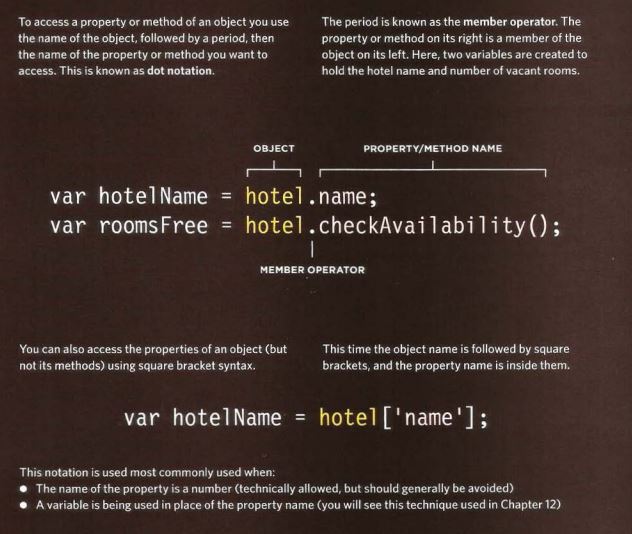 To access a property or method of an object you use
the name of the object, followed by a period, then
the name of the property or method you want to
access. This is known as dot notation.
The period is known as the member operator. The
property or method on its right is a member of the
object on its left. Here, two variables are created to
hold the hotel name and number of vacant rooms.
OBJECT
PROPERTY/METHOD NAME
var hotelName = hotel.name;
var roomsFree = hotel.checkAvailability();
MEMBER OPERATOR
You can also access the properties of an object (but
not its methods) using square bracket syntax.
This time the object name is followed by square
brackets, and the property name is inside them.
var hotelName = hotel['name'];
This notation is used most commonly used when:
● The name of the property is a number (technically allowed, but should generally be avoided)
● A variable is being used in place of the property name (you will see this technique used in Chapter 12)